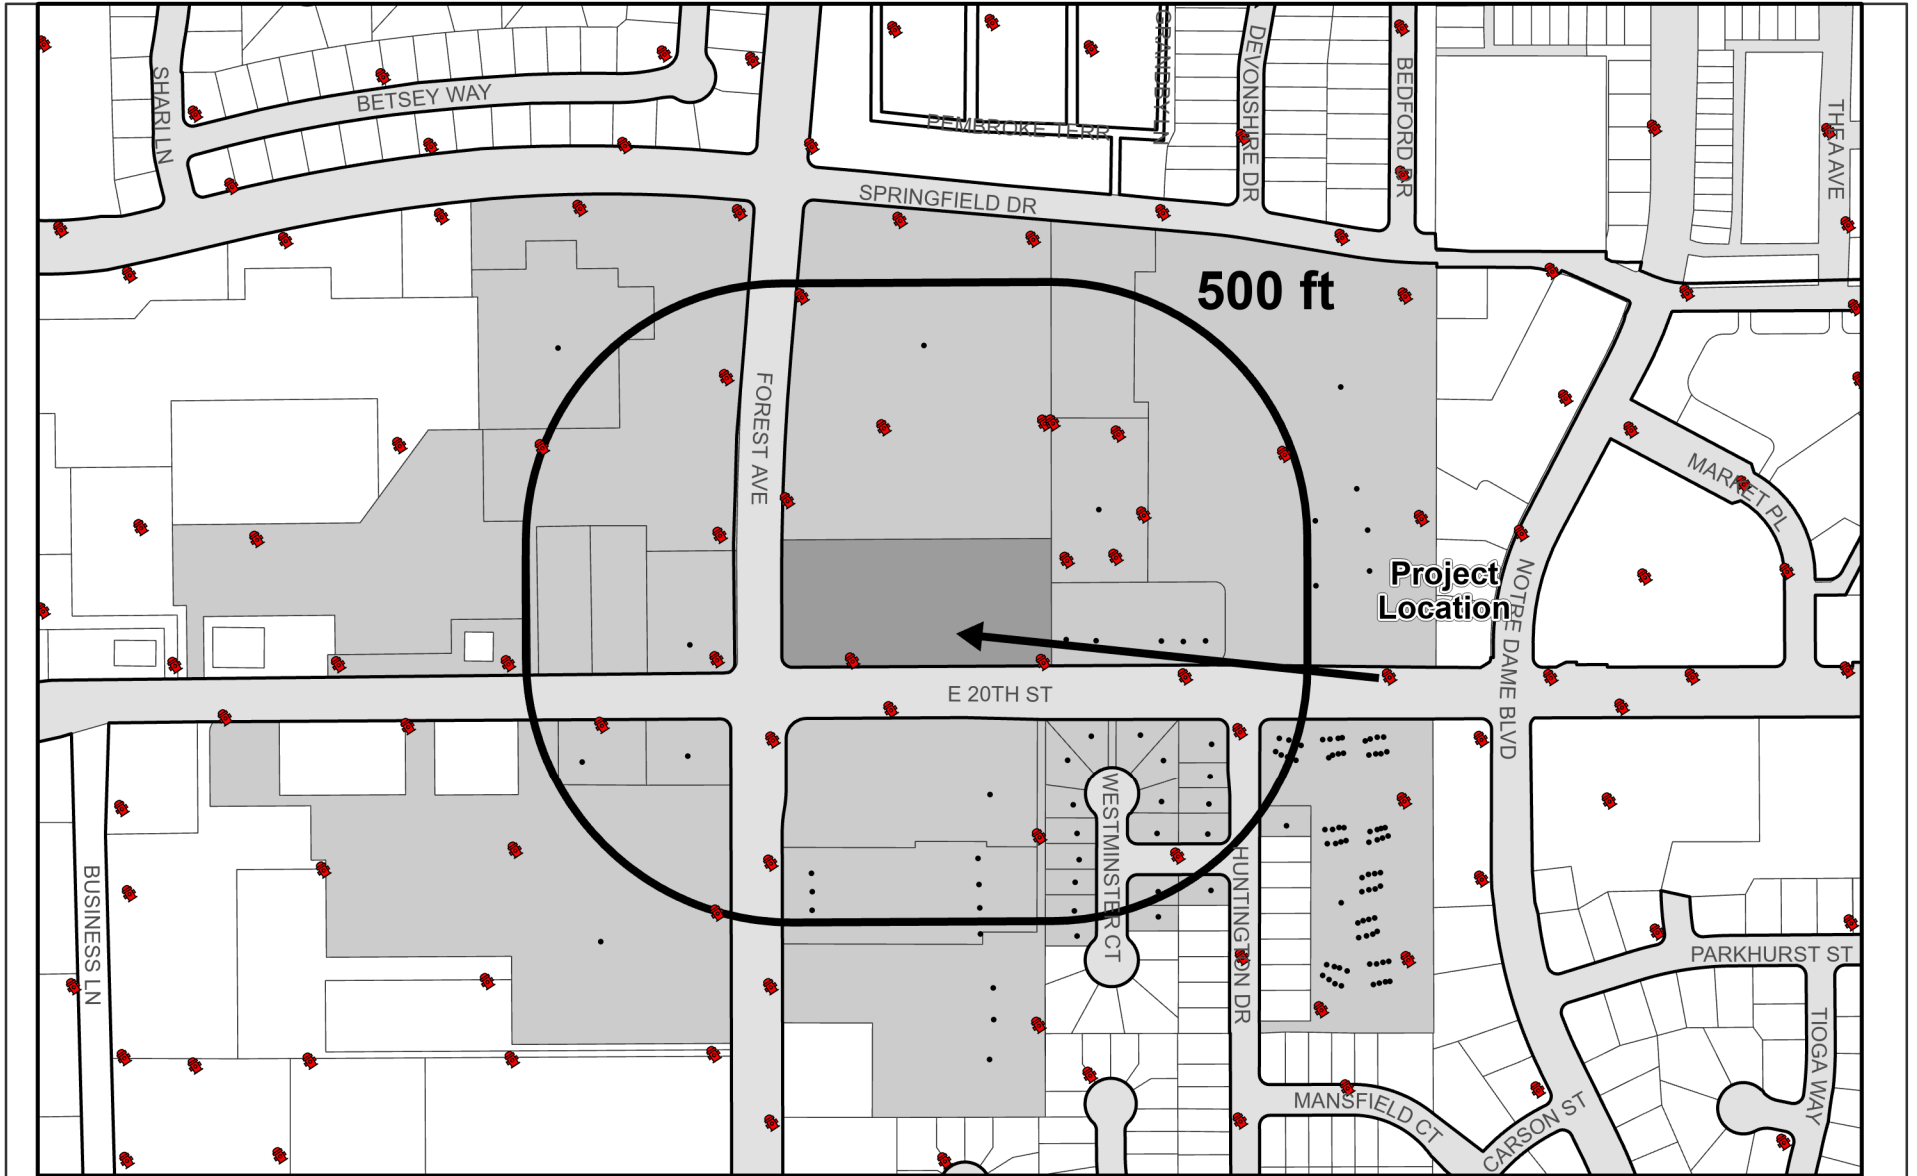 SHARI LN
BETSEY WAY
PEMBROKE TERR
GRANDBY LN
DEVONSHIRE DR
BEDFORD DR
THEA AVE
SPRINGFIELD DR
500 ft
FOREST AVE
MARKET PL
Project
Location
NOTRE DAME BLVD
E 20TH ST
WESTMINSTER CT
HUNTINGTON DR
BUSINESS LN
PARKHURST ST
TIOGA WAY
MANSFIELD CT
CARSON ST